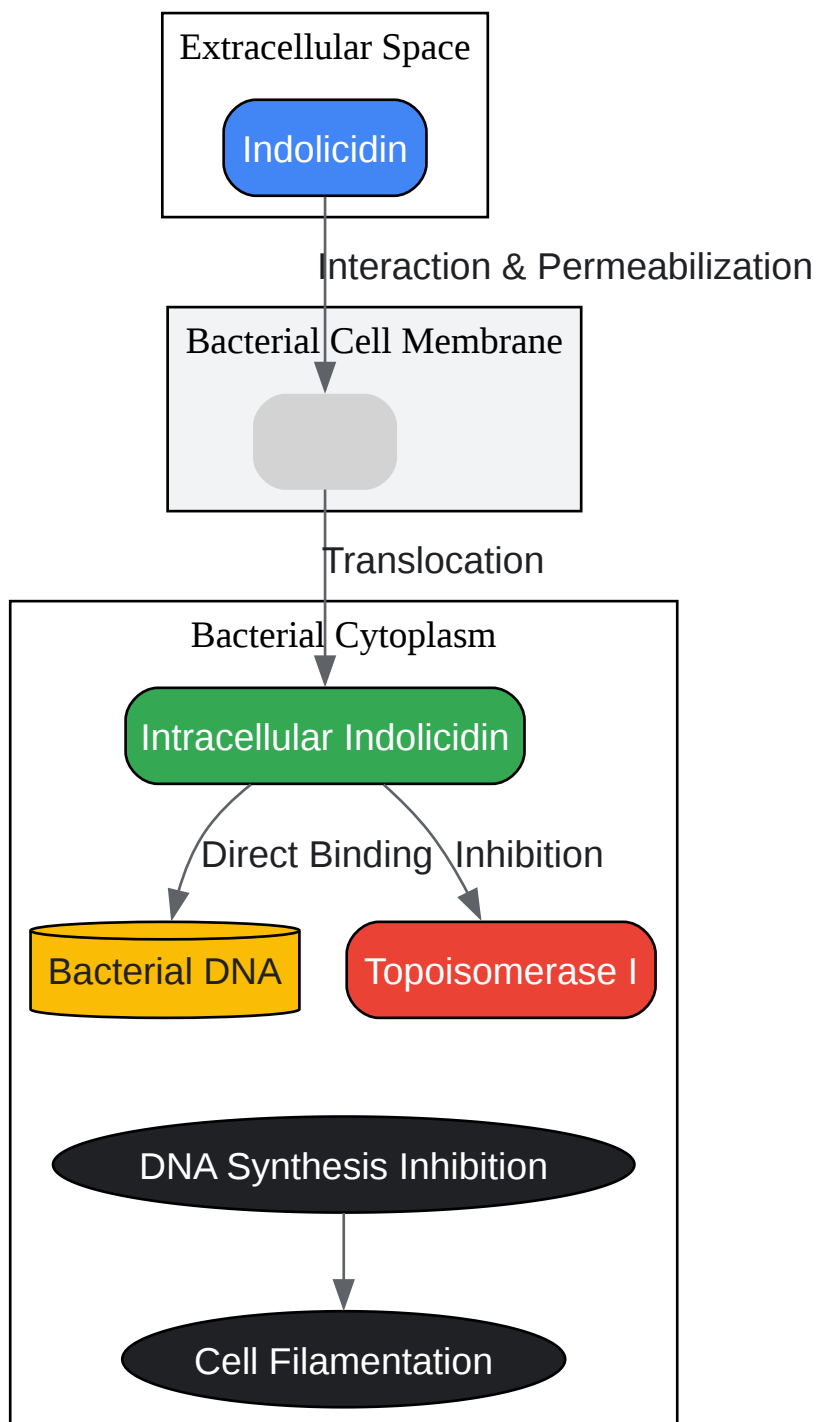 Extracellular Space
Indolicidin
Interaction & Permeabilization
Bacterial Cell Membrane
Translocation
Bacterial Cytoplasm
Intracellular Indolicidin
Direct Binding
Inhibition
Bacterial DNA
Topoisomerase I
DNA Synthesis Inhibition
Cell Filamentation